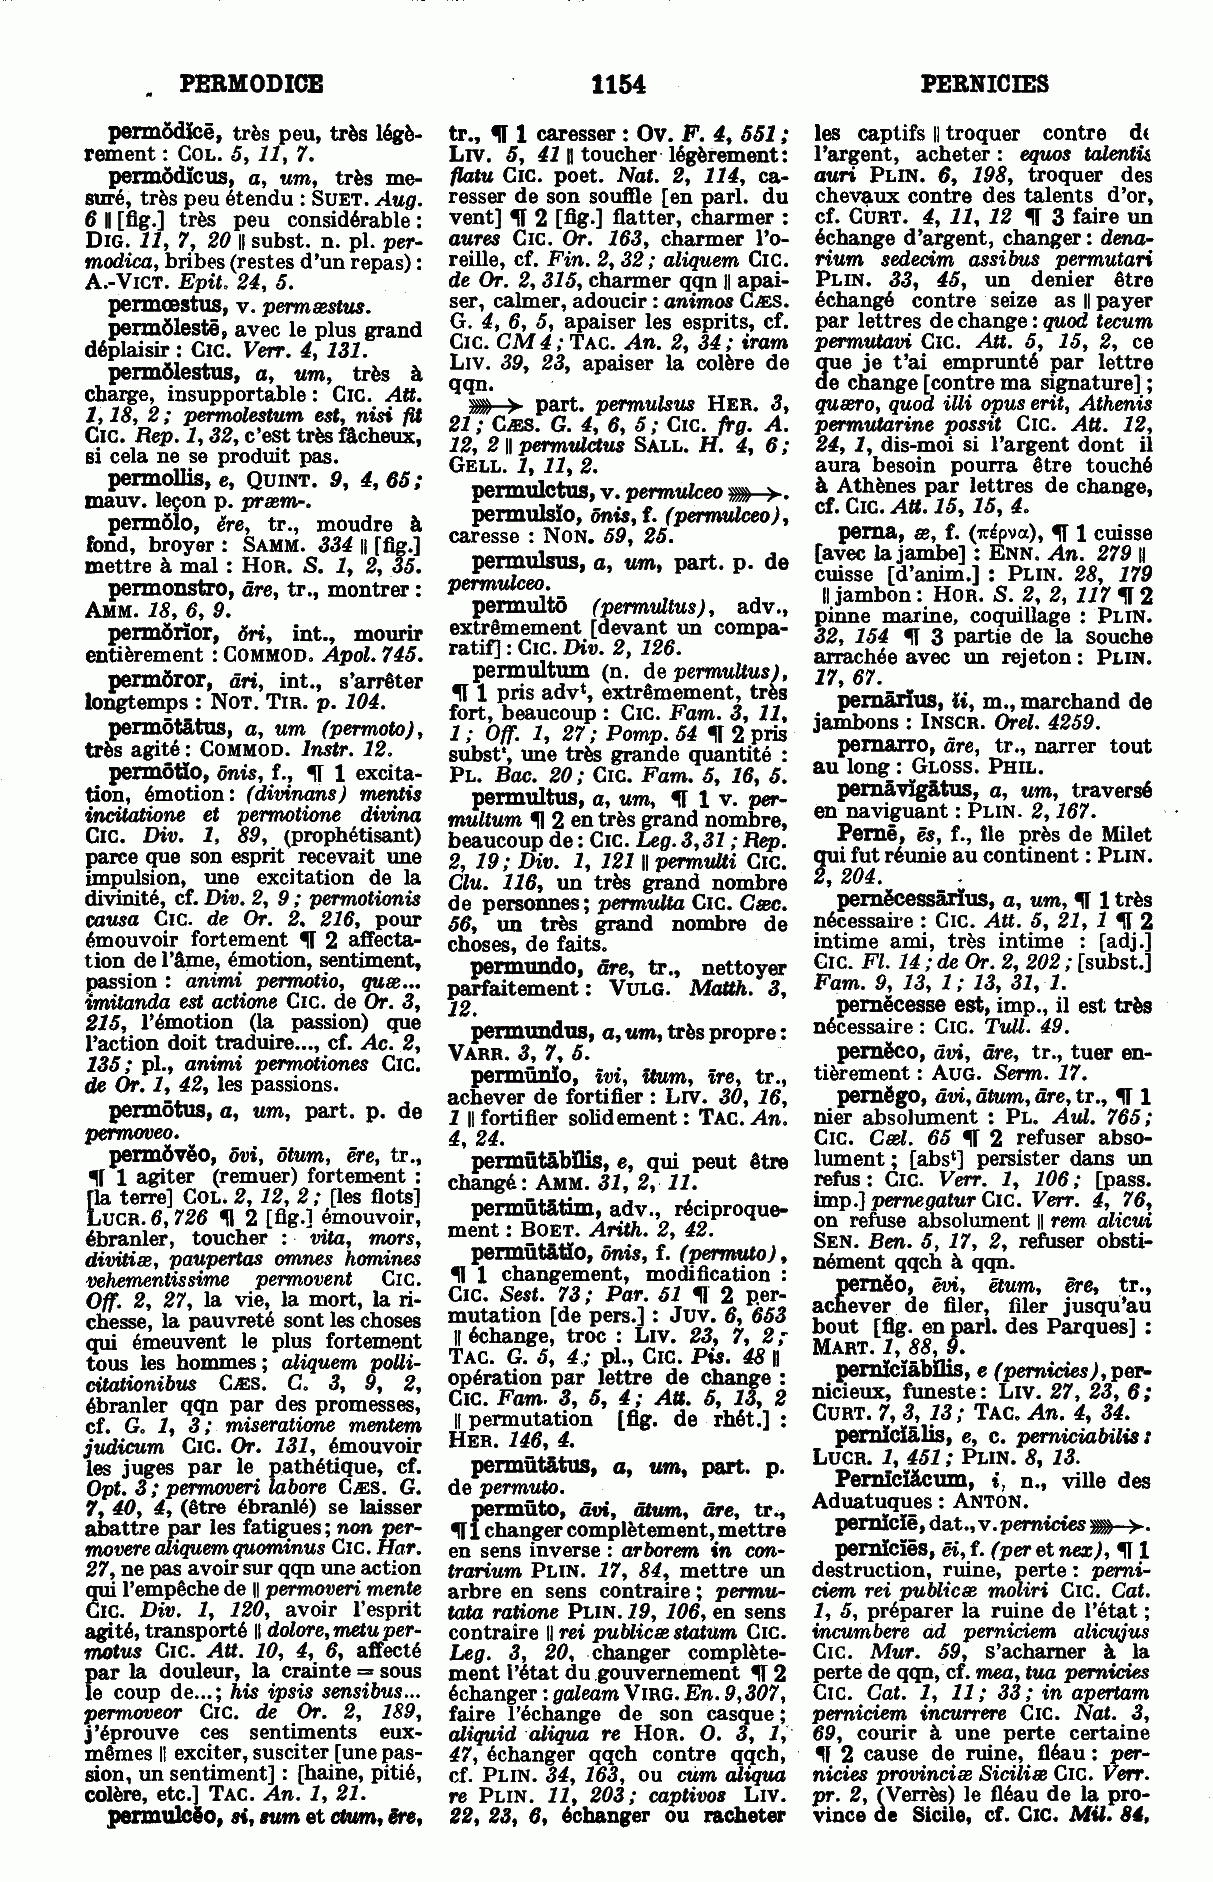 PERMODICE 1154 PERNICIES
permŏdĭcē, très peu, très légè-
rement : COL. 5, 11, 7.
permŏdĭcus, a, um, très me-
suré, très peu étendu : SUET. Aug.
6 || [fig.] très peu considérable :
DIG. 11, 7, 20 || subst. n. pl. per-
modica, bribes (restes d'un repas) :
A.-VICT. Epit. 24, 5.
permœstus, v. permæstus.
permŏlestē, avec le plus grand
déplaisir : CIC. Verr. 4, 131.
permŏlestus, a, um, très à
charge, insupportable : CIC. Att.
1, 18, 2 ; permolestum est, nisi fit
CIC. Rep. 1, 32, c'est très fâcheux,
si cela ne se produit pas.
permollis, e, QUINT. 9, 4, 65 ;
mauv. leçon p. præm-.
permŏlo, ĕre, tr., moudre à
fond, broyer : SAMM. 334 || [fig.]
mettre à mal : HOR. S. 1, 2, 35.
permonstro, āre, tr., montrer :
AMM. 18, 6, 9.
permŏrĭor, ŏri, int., mourir
entièrement : COMMOD. Apol. 745.
permŏror, āri, int., s'arrêter
longtemps : NOT. TIR. p. 104.
permōtātus, a, um (permoto),
très agité : COMMOD. Instr. 12.
permōtĭo, ōnis, f., ¶ 1 excita-
tion, émotion : (divinans) mentis
incitatione et permotione divina
CIC. Div. 1, 89, (prophétisant)
parce que son esprit recevait une
impulsion, une excitation de la
divinité, cf. Div. 2, 9 ; permotionis
causa CIC. de Or. 2, 216, pour
émouvoir fortement ¶ 2 affecta-
tion de l'âme, émotion, sentiment,
passion : animi permotio, quæ...
imitanda est actione CIC. de Or. 3,
215, l'émotion (la passion) que
l'action doit traduire..., cf. Ac. 2,
135 ; pl., animi permotiones CIC.
de Or. 1, 42, les passions.
permōtus, a, um, part. p. de
permoveo.
permŏvĕo, ōvi, ōtum, ēre, tr.,
¶ 1 agiter (remuer) fortement :
[la terre] COL. 2, 12, 2 ; [les flots]
LUCR. 6, 726 ¶ 2 [fig.] émouvoir,
ébranler, toucher : vita, mors,
divitiæ, paupertas omnes homines
vehementissime permovent CIC.
Off. 2, 27, la vie, la mort, la ri-
chesse, la pauvreté sont les choses
qui émeuvent le plus fortement
tous les hommes ; aliquem polli-
citationibus CÆS. C. 3, 9, 2,
ébranler qqn par des promesses,
cf. G. 1, 3 ; miseratione mentem
judicum CIC. Or. 131, émouvoir
les juges par le pathétique, cf.
Opt. 3 ; permoveri labore CÆS. G.
7, 40, 4, (être ébranlé) se laisser
abattre par les fatigues ; non per-
movere aliquem quominus CIC. Har.
27, ne pas avoir sur qqn une action
qui l'empêche de || permoveri mente
CIC. Div. 1, 120, avoir l'esprit
agité, transporté || dolore, metu per-
motus CIC. Att. 10, 4, 6, affecté
par la douleur, la crainte = sous
le coup de...; his ipsis sensibus...
permoveor CIC. de Or. 2, 189,
j'éprouve ces sentiments eux-
mêmes || exciter, susciter [une pas-
sion, un sentiment] : [haine, pitié,
colère, etc.] TAC. An. 1, 21.
permulcĕo, si, sum et ctum, ēre,
tr., ¶ 1 caresser : OV. F. 4, 551 ;
LIV. 5, 41 || toucher légèrement :
flatu CIC. poet. Nat. 2, 114, ca-
resser de son souffle [en parl. du
vent] ¶ 2 [fig.] flatter, charmer :
aures CIC. Or. 163, charmer l'o-
reille, cf. Fin. 2, 32 ; aliquem CIC.
de Or. 2, 315, charmer qqn || apai-
ser, calmer, adoucir : animos CÆS.
G. 4, 6, 5, apaiser les esprits, cf.
CIC. CM 4 ; TAC. An. 2, 34 ; iram
LIV. 39, 23, apaiser la colère de
qqn.
➳ part. permulsus HER. 3,
21 ; CÆS. G. 4, 6, 5 ; CIC. frg. A.
12, 2 || permulctus SALL. H. 4, 6 ;
GELL. 1, 11, 2.
permulctus, v. permulceo ➳.
permulsĭo, ōnis, f. (permulceo),
caresse : NON. 59, 25.
permulsus, a, um, part. p. de
permulceo.
permultō (permultus), adv.,
extrêmement [devant un compa-
ratif] : CIC. Div. 2, 126.
permultum (n. de permultus),
¶ 1 pris advᵗ, extrêmement, très
fort, beaucoup : CIC. Fam. 3, 11,
1 ; Off. 1, 27 ; Pomp. 54 ¶ 2 pris
substᵗ, une très grande quantité :
PL. Bac. 20 ; CIC. Fam. 5, 16, 5.
permultus, a, um, ¶ 1 v. per-
multum ¶ 2 en très grand nombre,
beaucoup de : CIC. Leg. 3, 31 ; Rep.
2, 19 ; Div. 1, 121 || permulti CIC.
Clu. 116, un très grand nombre
de personnes ; permulta CIC. Cæc.
56, un très grand nombre de
choses, de faits.
permundo, āre, tr., nettoyer
parfaitement : VULG. Matth. 3,
12.
permundus, a, um, très propre :
VARR. 3, 7, 5.
permūnĭo, īvi, ītum, īre, tr.,
achever de fortifier : LIV. 30, 16,
1 || fortifier solidement : TAC. An.
4, 24.
permūtābĭlis, e, qui peut être
changé : AMM. 31, 2, 11.
permūtātim, adv., réciproque-
ment : BOET. Arith. 2, 42.
permūtātĭo, ōnis, f. (permuto),
¶ 1 changement, modification :
CIC. Sest. 73 ; Par. 51 ¶ 2 per-
mutation [de pers.] : JUV. 6, 653
|| échange, troc : LIV. 23, 7, 2 ;
TAC. G. 5, 4 ; pl., CIC. Pis. 48 ||
opération par lettre de change :
CIC. Fam. 3, 5, 4 ; Att. 5, 13, 2
|| permutation [fig. de rhét.] :
HER. 146, 4.
permūtātus, a, um, part. p.
de permuto.
permūto, āvi, ātum, āre, tr.,
¶ 1 changer complètement, mettre
en sens inverse : arborem in con-
trarium PLIN. 17, 84, mettre un
arbre en sens contraire ; permu-
tata ratione PLIN. 19, 106, en sens
contraire || rei publicæ statum CIC.
Leg. 3, 20, changer complète-
ment l'état du gouvernement ¶ 2
échanger : galeam VIRG. En. 9, 307,
faire l'échange de son casque ;
aliquid aliqua re HOR. O. 3, 1,
47, échanger qqch contre qqch,
cf. PLIN. 34, 163, ou cum aliqua
re PLIN. 11, 203 ; captivos LIV.
22, 23, 6, échanger ou racheter
les captifs || troquer contre de
l'argent, acheter : equos talentis
auri PLIN. 6, 198, troquer des
chevaux contre des talents d'or,
cf. CURT. 4, 11, 12 ¶ 3 faire un
échange d'argent, changer : dena-
rium sedecim assibus permutari
PLIN. 33, 45, un denier être
échangé contre seize as || payer
par lettres de change : quod tecum
permutavi CIC. Att. 5, 15, 2, ce
que je t'ai emprunté par lettre
de change [contre ma signature] ;
quæro, quod illi opus erit, Athenis
permutarine possit CIC. Att. 12,
24, 1, dis-moi si l'argent dont il
aura besoin pourra être touché
à Athènes par lettres de change,
cf. CIC. Att. 15, 15, 4.
perna, æ, f. (πέρνα), ¶ 1 cuisse
[avec la jambe] : ENN. An. 279 ||
cuisse [d'anim.] : PLIN. 28, 179
|| jambon : HOR. S. 2, 2, 117 ¶ 2
pinne marine, coquillage : PLIN.
32, 154 ¶ 3 partie de la souche
arrachée avec un rejeton : PLIN.
17, 67.
pernārĭus, ĭi, m., marchand de
jambons : INSCR. Orel. 4259.
pernarro, āre, tr., narrer tout
au long : GLOSS. PHIL.
pernāvĭgātus, a, um, traversé
en naviguant : PLIN. 2, 167.
Pernē, ēs, f., île près de Milet
qui fut réunie au continent : PLIN.
2, 204.
pernĕcessārĭus, a, um, ¶ 1 très
nécessaire : CIC. Att. 5, 21, 1 ¶ 2
intime ami, très intime : [adj.]
CIC. Fl. 14 ; de Or. 2, 202 ; [subst.]
Fam. 9, 13, 1 ; 13, 31, 1.
pernĕcesse est, imp., il est très
nécessaire : CIC. Tull. 49.
pernĕco, āvi, āre, tr., tuer en-
tièrement : AUG. Serm. 17.
pernĕgo, āvi, ātum, āre, tr., ¶ 1
nier absolument : PL. Aul. 765 ;
CIC. Cæl. 65 ¶ 2 refuser abso-
lument ; [absᵗ] persister dans un
refus : CIC. Verr. 1, 106 ; [pass.
imp.] pernegatur CIC. Verr. 4, 76,
on refuse absolument || rem alicui
SEN. Ben. 5, 17, 2, refuser obsti-
nément qqch à qqn.
pernĕo, ēvi, ētum, ēre, tr.,
achever de filer, filer jusqu'au
bout [fig. en parl. des Parques] :
MART. 1, 88, 9.
pernĭcĭābĭlis, e (pernicies), per-
nicieux, funeste : LIV. 27, 23, 6 ;
CURT. 7, 3, 13 ; TAC. An. 4, 34.
pernĭcĭālis, e, c. perniciabilis :
LUCR. 1, 451 ; PLIN. 8, 13.
Pernĭcĭăcum, i, n., ville des
Aduatuques : ANTON.
pernĭcĭē, dat., v. pernicies ➳.
pernĭcĭēs, ēi, f. (per et nex), ¶ 1
destruction, ruine, perte : perni-
ciem rei publicæ moliri CIC. Cat.
1, 5, préparer la ruine de l'état ;
incumbere ad perniciem alicujus
CIC. Mur. 59, s'acharner à la
perte de qqn, cf. mea, tua pernicies
CIC. Cat. 1, 11 ; 33 ; in apertam
perniciem incurrere CIC. Nat. 3,
69, courir à une perte certaine
¶ 2 cause de ruine, fléau : per-
nicies provinciæ Siciliæ CIC. Verr.
pr. 2, (Verrès) le fléau de la pro-
vince de Sicile, cf. CIC. Mil. 84,